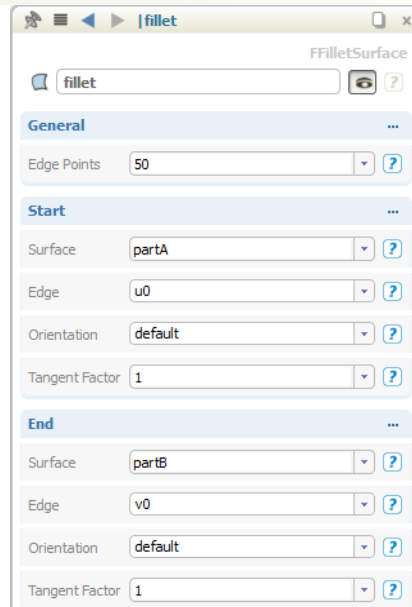 |fillet
x
FFilletSurface
fillet
?
General
...
Edge Points 50 ?
Start
...
Surface partA ?
Edge u0 ?
Orientation default ?
Tangent Factor 1 ?
End
...
Surface partB ?
Edge v0 ?
Orientation default ?
Tangent Factor 1 ?